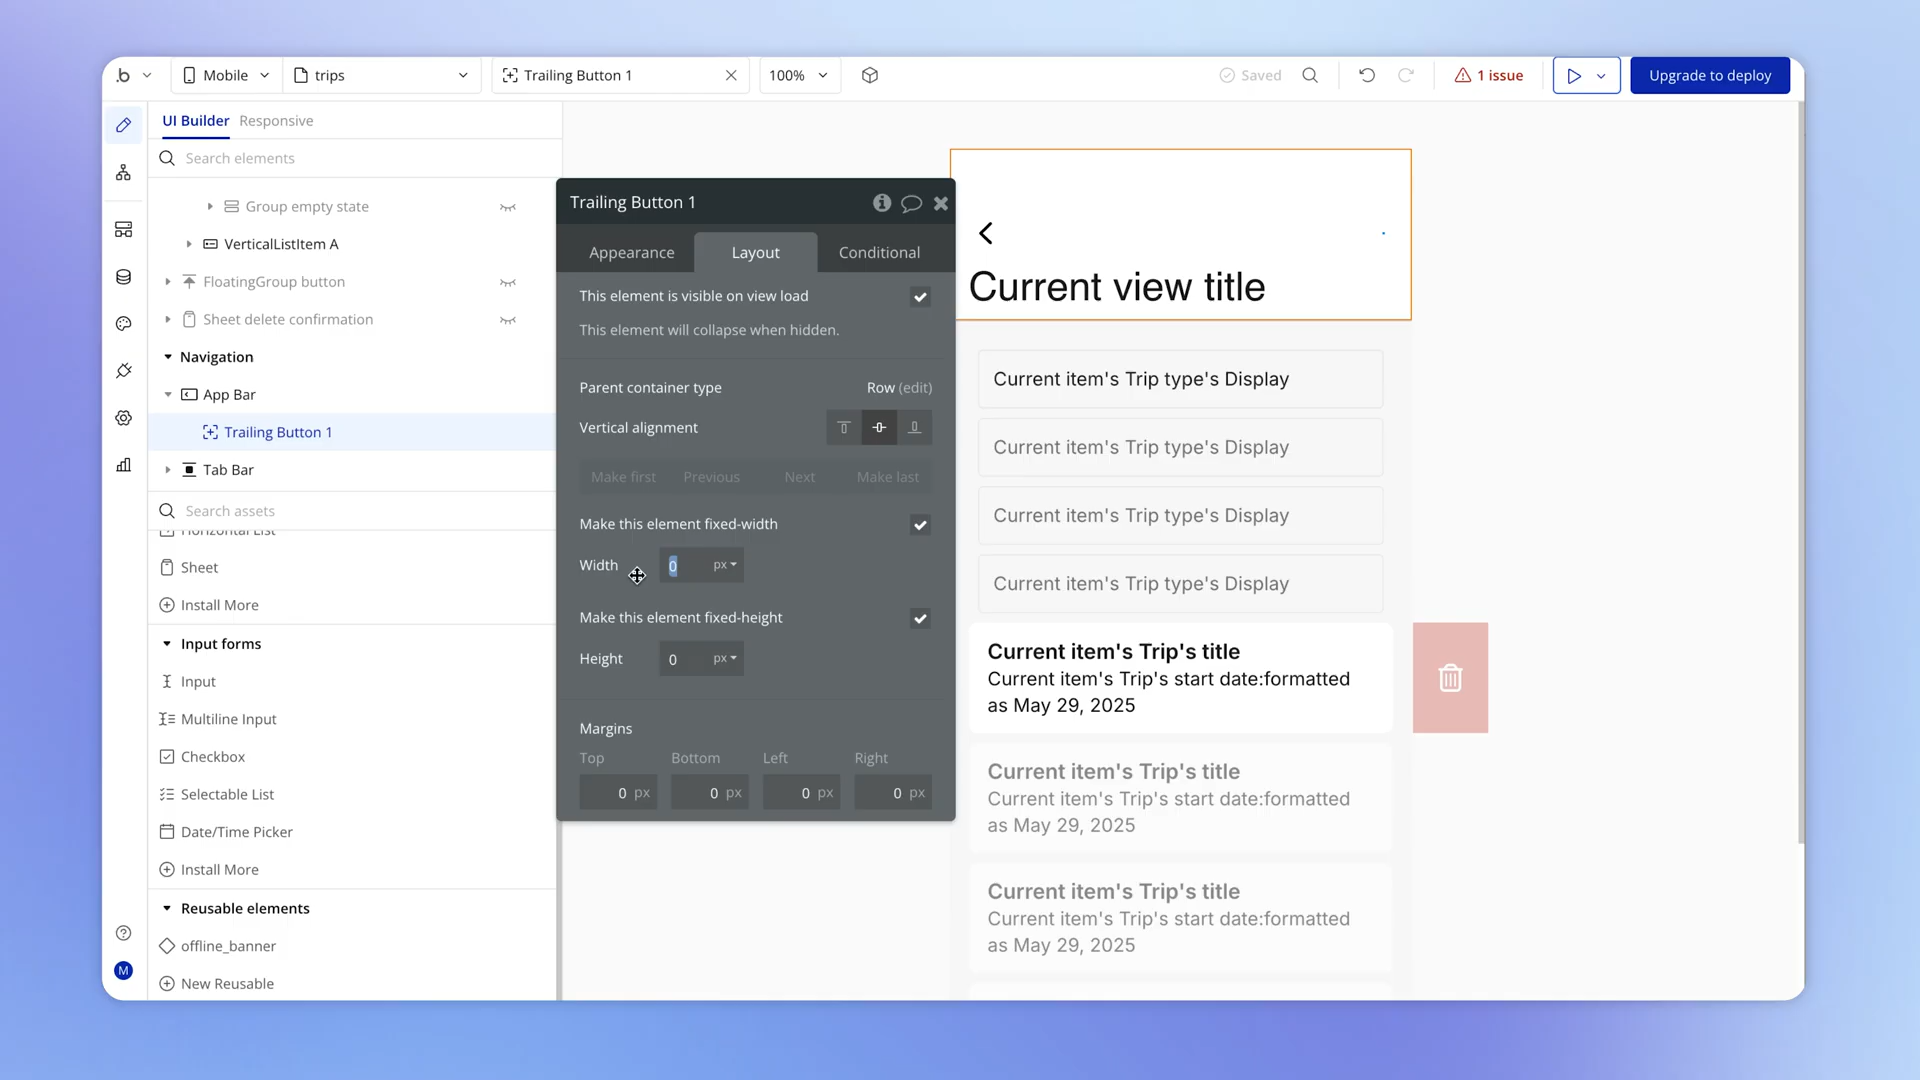 .b
Mobile
trips
Trailing Button 1
100%
Saved
1 issue
Upgrade to deploy
UI Builder
Responsive
Search elements
Group empty state
VerticalListItem A
FloatingGroup button
Sheet delete confirmation
Navigation
App Bar
Trailing Button 1
Tab Bar
Search assets
Horizontal List
Sheet
Install More
Input forms
Input
Multiline Input
Checkbox
Selectable List
Date/Time Picker
Install More
Reusable elements
offline_banner
New Reusable
M
Trailing Button 1
Appearance
Layout
Conditional
This element is visible on view load
This element will collapse when hidden.
Parent container type
Row (edit)
Vertical alignment
Make first
Previous
Next
Make last
Make this element fixed-width
Width
0
px
Make this element fixed-height
Height
0
px
Margins
Top
Bottom
Left
Right
0 px
0 px
0 px
0 px
Current view title
Current item's Trip type's Display
Current item's Trip type's Display
Current item's Trip type's Display
Current item's Trip type's Display
Current item's Trip's title
Current item's Trip's start date:formatted
as May 29, 2025
Current item's Trip's title
Current item's Trip's start date:formatted
as May 29, 2025
Current item's Trip's title
Current item's Trip's start date:formatted
as May 29, 2025